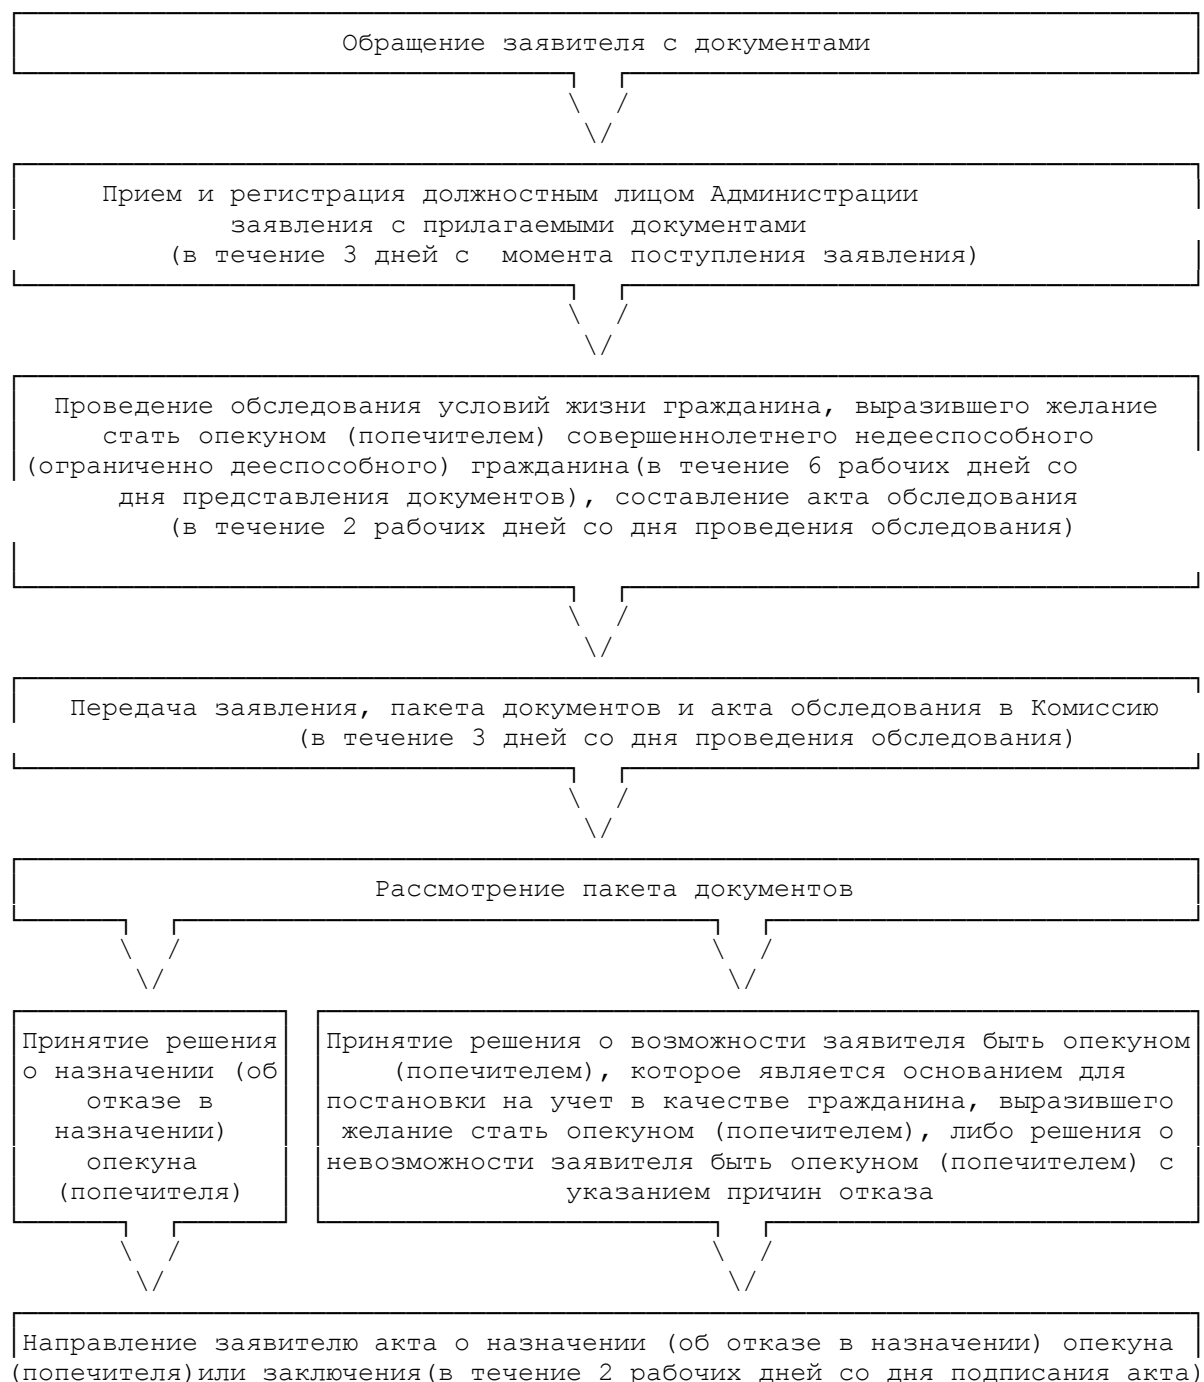 Обращение заявителя с документами
Прием и регистрация должностным лицом Администрации
заявления с прилагаемыми документами
(в течение 3 дней с момента поступления заявления)
Проведение обследования условий жизни гражданина, выразившего желание
стать опекуном (попечителем) совершеннолетнего недееспособного
(ограниченно дееспособного) гражданина(в течение 6 рабочих дней со
дня представления документов), составление акта обследования
(в течение 2 рабочих дней со дня проведения обследования)
Передача заявления, пакета документов и акта обследования в Комиссию
(в течение 3 дней со дня проведения обследования)
Рассмотрение пакета документов
Принятие решения
о назначении (об
отказе в
назначении)
опекуна
(попечителя)
Принятие решения о возможности заявителя быть опекуном
(попечителем), которое является основанием для
постановки на учет в качестве гражданина, выразившего
желание стать опекуном (попечителем), либо решения о
невозможности заявителя быть опекуном (попечителем) с
указанием причин отказа
Направление заявителю акта о назначении (об отказе в назначении) опекуна
(попечителя)или заключения(в течение 2 рабочих дней со дня подписания акта)